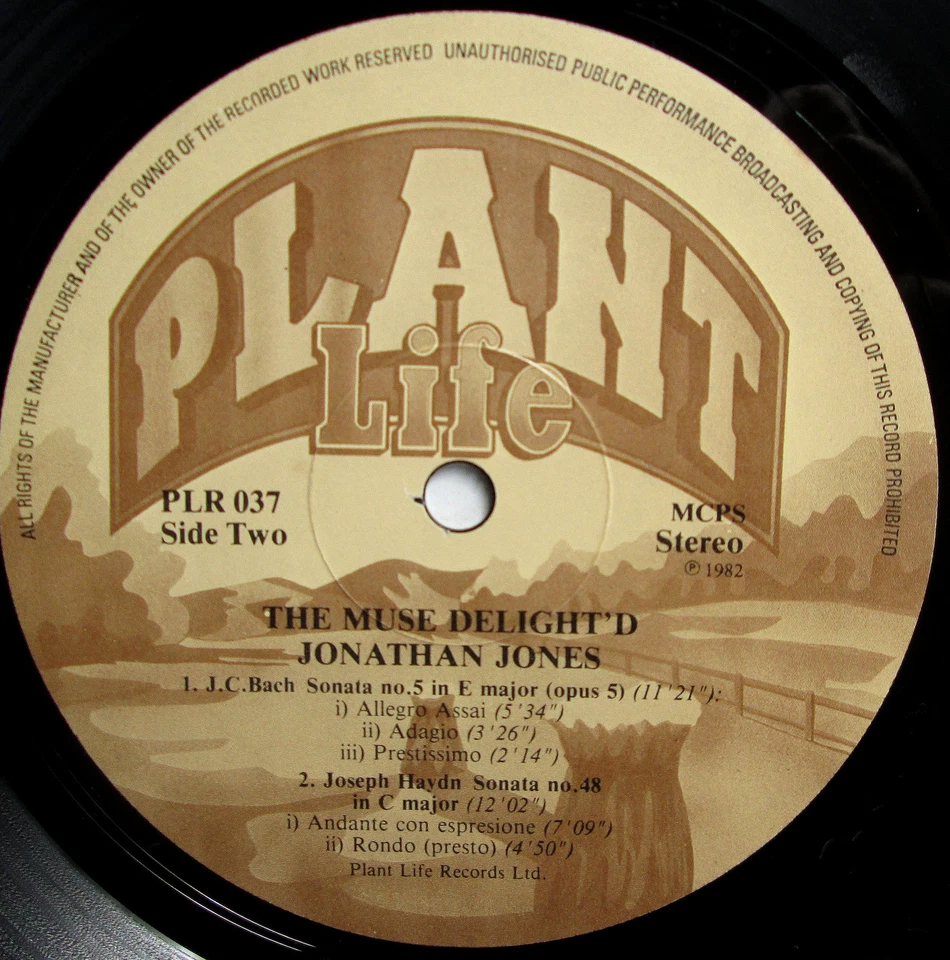 ALL RIGHTS OF THE MANUFACTURER AND OF THE OWNER OF THE RECORDED WORK RESERVED UNAUTHORISED PUBLIC PERFORMANCE BROADCASTING AND COPYING OF THIS RECORD PROHIBITED
PLANT
Life
PLR 037
Side Two
MCPS
Stereo
℗ 1982
THE MUSE DELIGHT'D
JONATHAN JONES
1. J.C.Bach Sonata no.5 in E major (opus 5) (11'21"):
i) Allegro Assai (5'34")
ii) Adagio (3'26")
iii) Prestissimo (2'14")
2. Joseph Haydn Sonata no.48
in C major (12'02")
i) Andante con espresione (7'09")
ii) Rondo (presto) (4'50")
Plant Life Records Ltd.